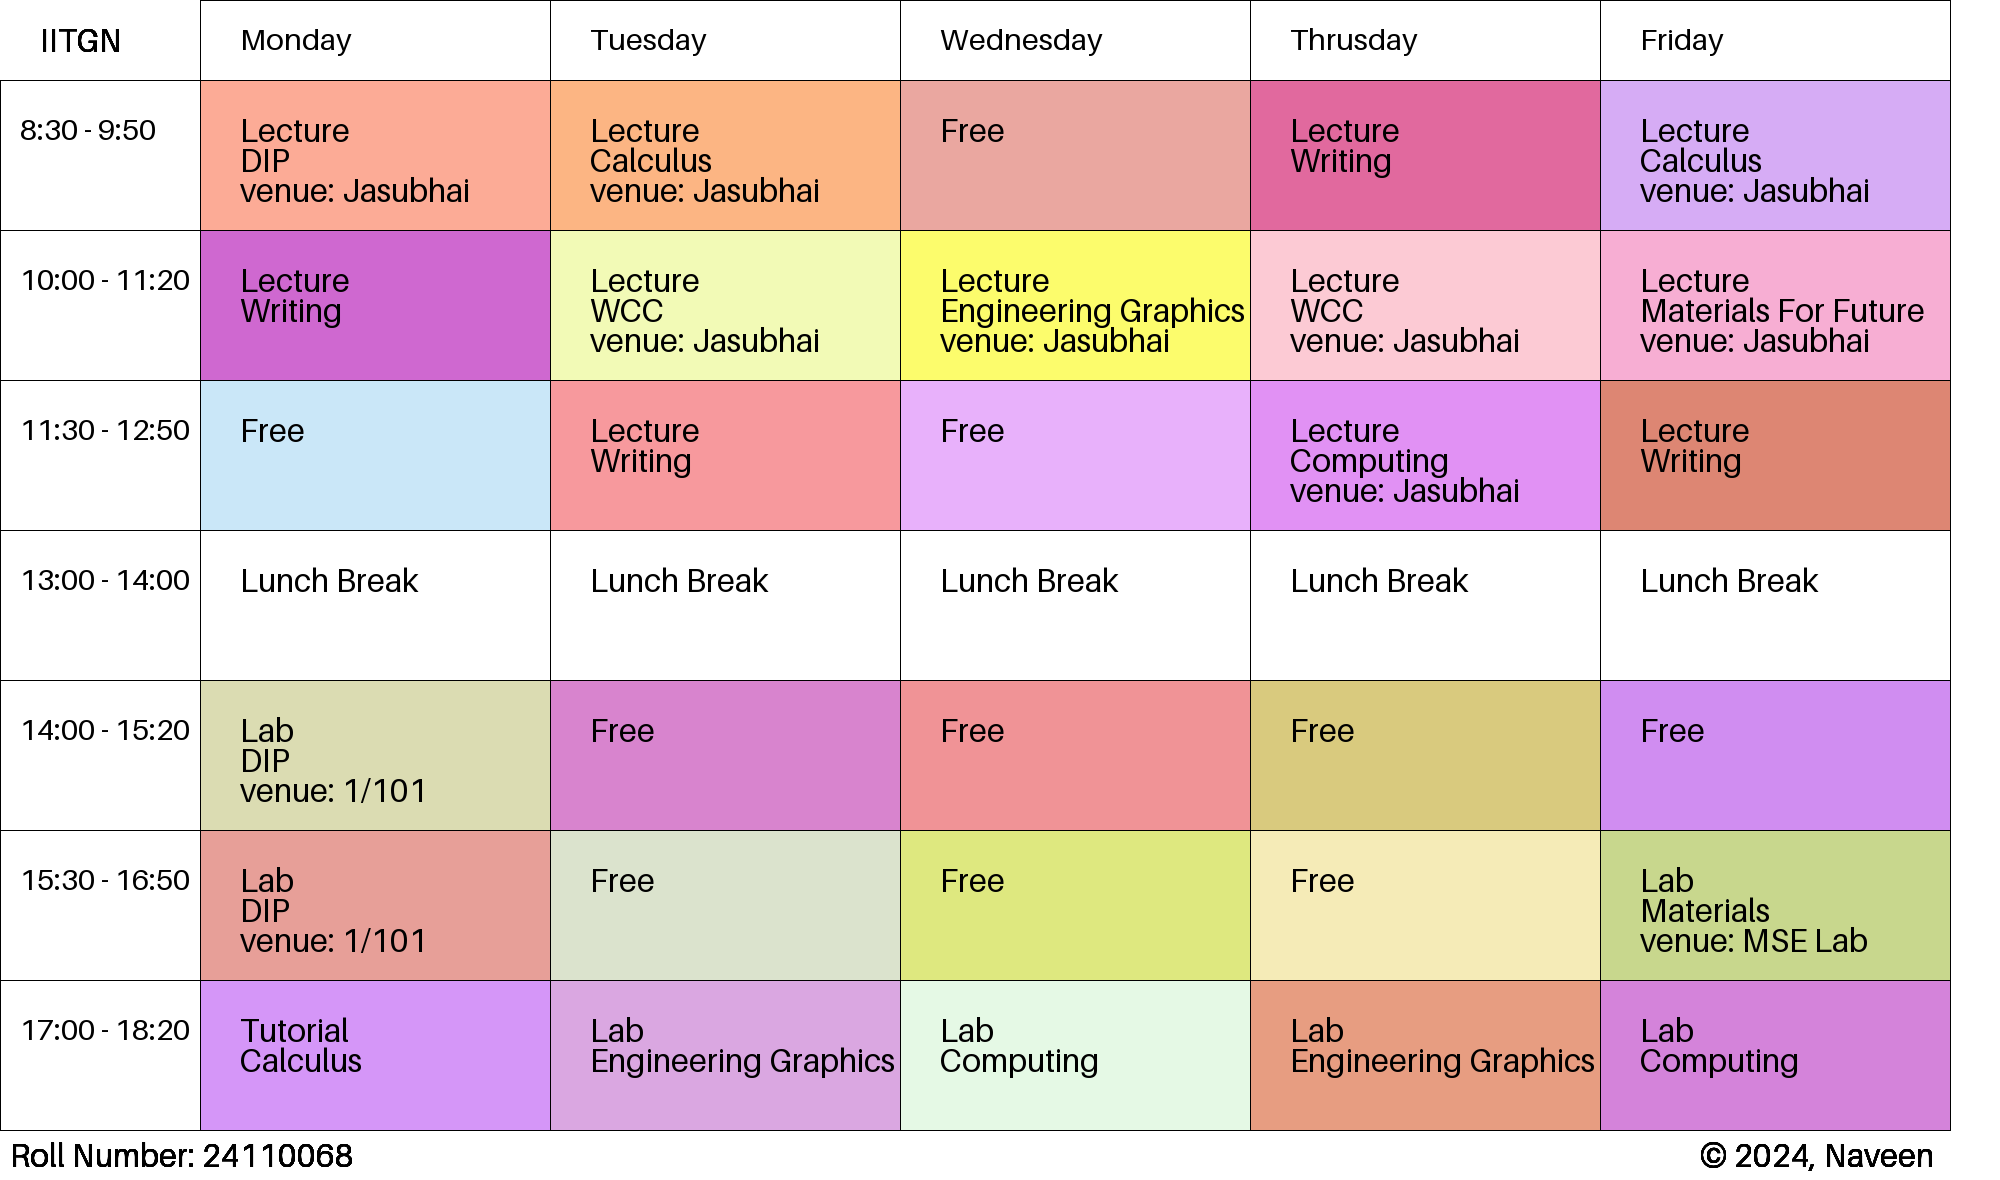 IITGN Monday Tuesday Wednesday Thrusday Friday
8:30 - 9:50
Lecture
DIP
venue: Jasubhai
Lecture
Calculus
venue: Jasubhai
Free
Lecture
Writing
Lecture
Calculus
venue: Jasubhai
10:00 - 11:20
Lecture
Writing
Lecture
WCC
venue: Jasubhai
Lecture
Engineering Graphics
venue: Jasubhai
Lecture
WCC
venue: Jasubhai
Lecture
Materials For Future
venue: Jasubhai
11:30 - 12:50
Free
Lecture
Writing
Free
Lecture
Computing
venue: Jasubhai
Lecture
Writing
13:00 - 14:00
Lunch Break
Lunch Break
Lunch Break
Lunch Break
Lunch Break
14:00 - 15:20
Lab
DIP
venue: 1/101
Free
Free
Free
Free
15:30 - 16:50
Lab
DIP
venue: 1/101
Free
Free
Free
Lab
Materials
venue: MSE Lab
17:00 - 18:20
Tutorial
Calculus
Lab
Engineering Graphics
Lab
Computing
Lab
Engineering Graphics
Lab
Computing
Roll Number: 24110068
© 2024, Naveen